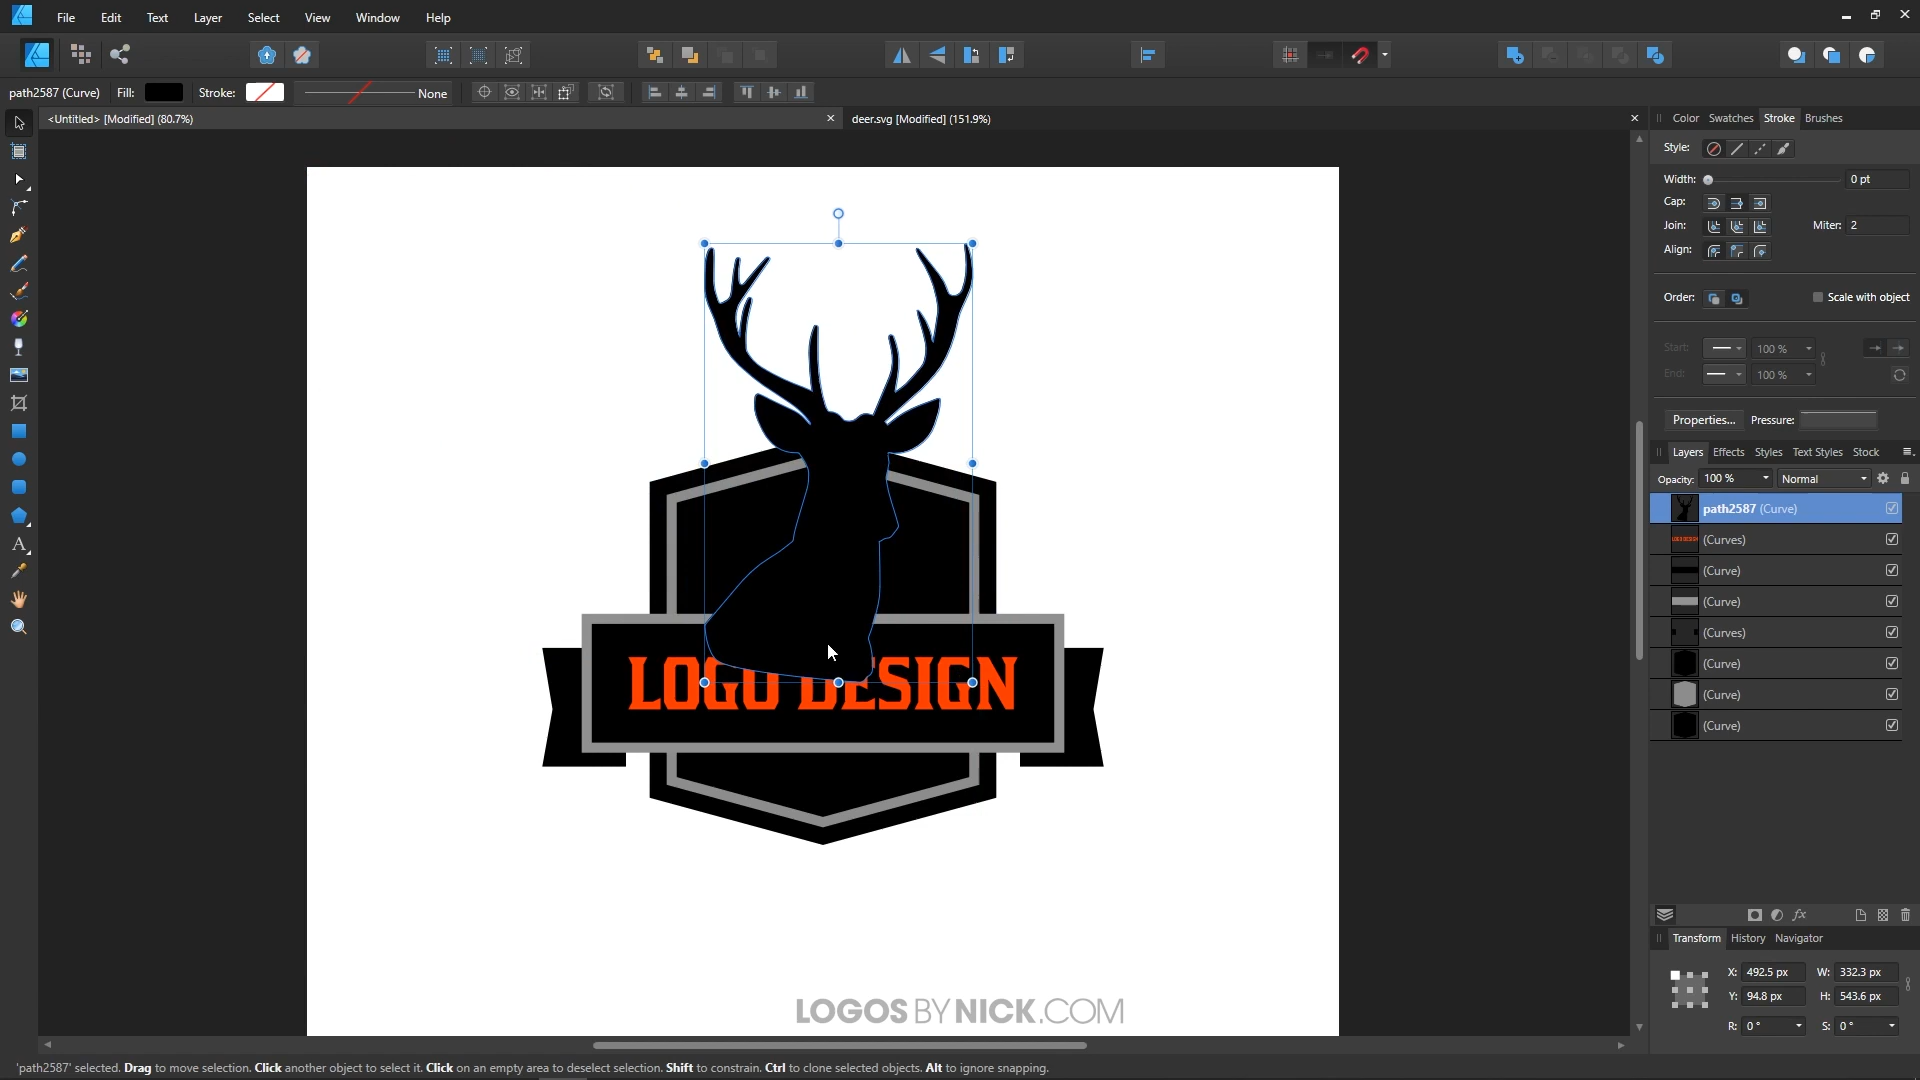 File Edit Text Layer Select View Window Help
path2587 (Curve) Fill: Stroke: None
<Untitled> [Modified] (80.7%) deer.svg [Modified] (151.9%)
Color Swatches Stroke Brushes
Style:
Width: 0 pt
Cap:
Join: Miter: 2
Align:
Order: Scale with object
Start: 100 %
End: 100 %
Properties... Pressure:
Layers Effects Styles Text Styles Stock
Opacity: 100 % Normal
path2587 (Curve)
LOGO DESIGN (Curves)
(Curve)
(Curve)
(Curves)
(Curve)
(Curve)
(Curve)
LOGO DESIGN
Transform History Navigator
X: 492.5 px W: 332.3 px
Y: 94.8 px H: 543.6 px
R: 0 ° S: 0 °
LOGOS BY NICK.COM
'path2587' selected. Drag to move selection. Click another object to select it. Click on an empty area to deselect selection. Shift to constrain. Ctrl to clone selected objects. Alt to ignore snapping.